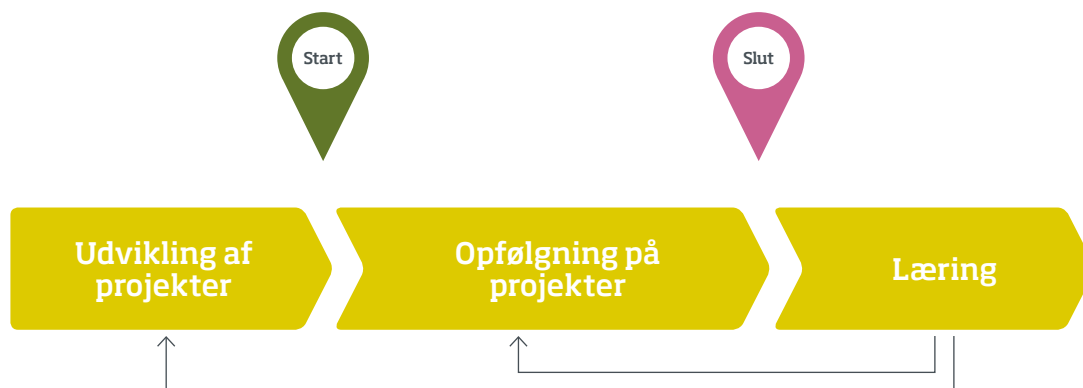 Start
Slut
Udvikling af
projekter
Opfølgning på
projekter
Læring